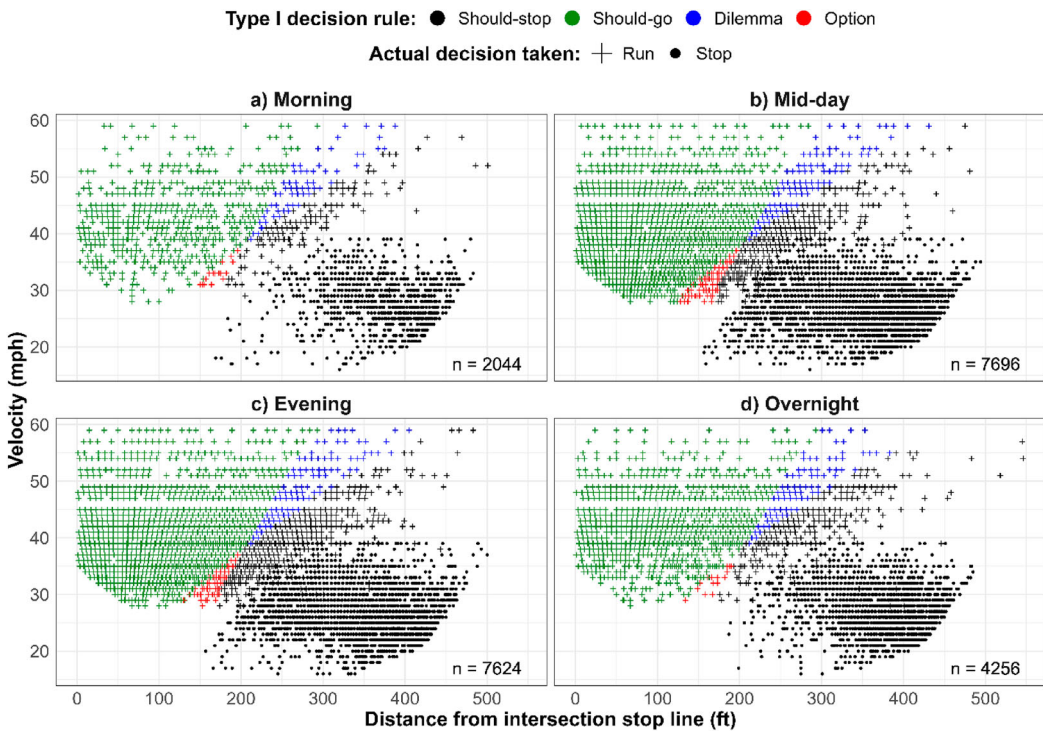 Type I decision rule: Should-stop Should-go Dilemma Option
Actual decision taken: Run Stop
a) Morning b) Mid-day
60
50
40
30
20
n = 2044 n = 7696
c) Evening d) Overnight
60
50
40
30
20
n = 7624 n = 4256
0 100 200 300 400 500 0 100 200 300 400 500
Velocity (mph)
Distance from intersection stop line (ft)